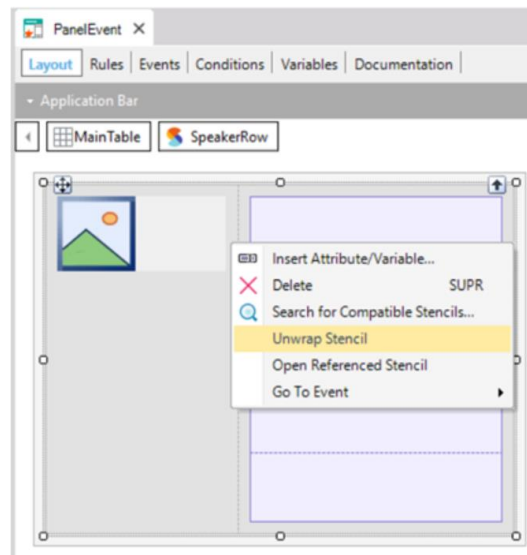 PanelEvent
Layout Rules Events Conditions Variables Documentation
Application Bar
MainTable SpeakerRow
Insert Attribute/Variable...
Delete SUPR
Search for Compatible Stencils...
Unwrap Stencil
Open Referenced Stencil
Go To Event